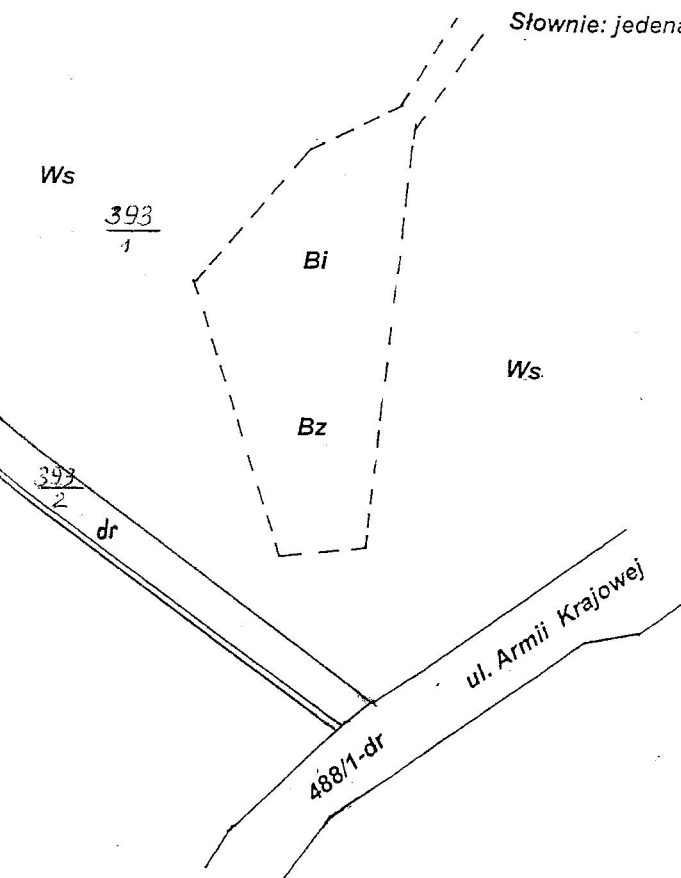 Słownie: jedena
Ws
393
1
Bi
Ws
Bz
393
2
dr
ul. Armii Krajowej
488/1-dr